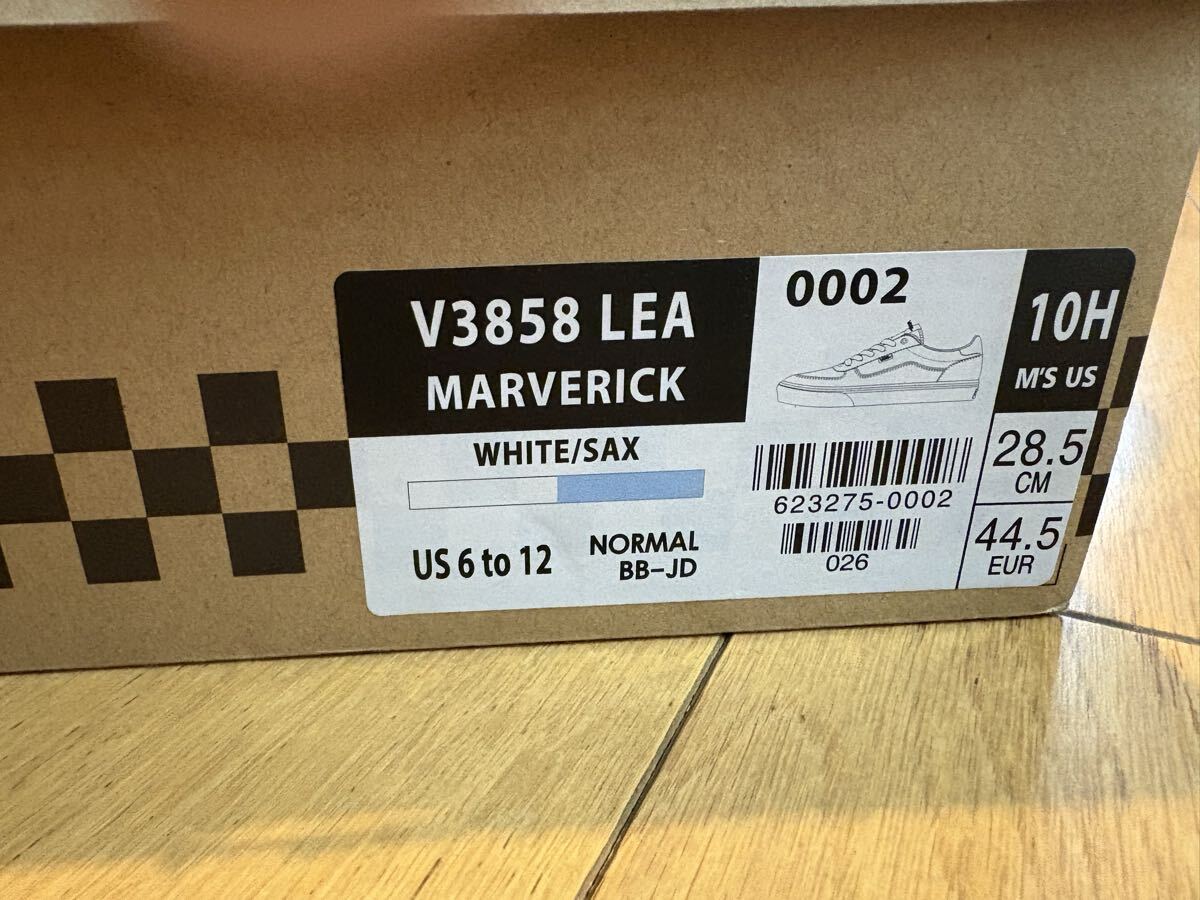 V3858 LEA
MARVERICK
WHITE/SAX
US 6 to 12
NORMAL
BB-JD
0002
623275-0002
026
10H
M'S US
28.5
CM
44.5
EUR